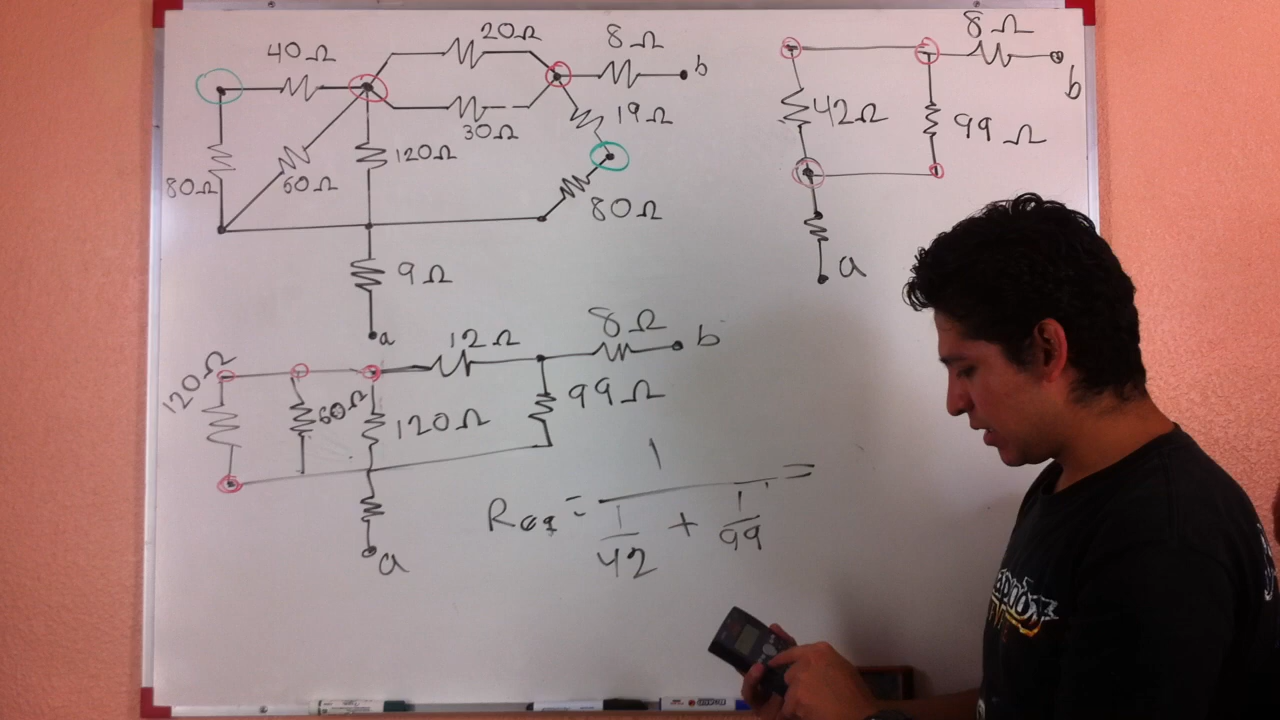 40Ω
20Ω
8Ω
b
30Ω
19Ω
80Ω
60Ω
120Ω
80Ω
9Ω
a
8Ω
b
42Ω
99Ω
a
120Ω
60Ω
120Ω
12Ω
8Ω
b
99Ω
a
Req = 1 / (1/42 + 1/99) =